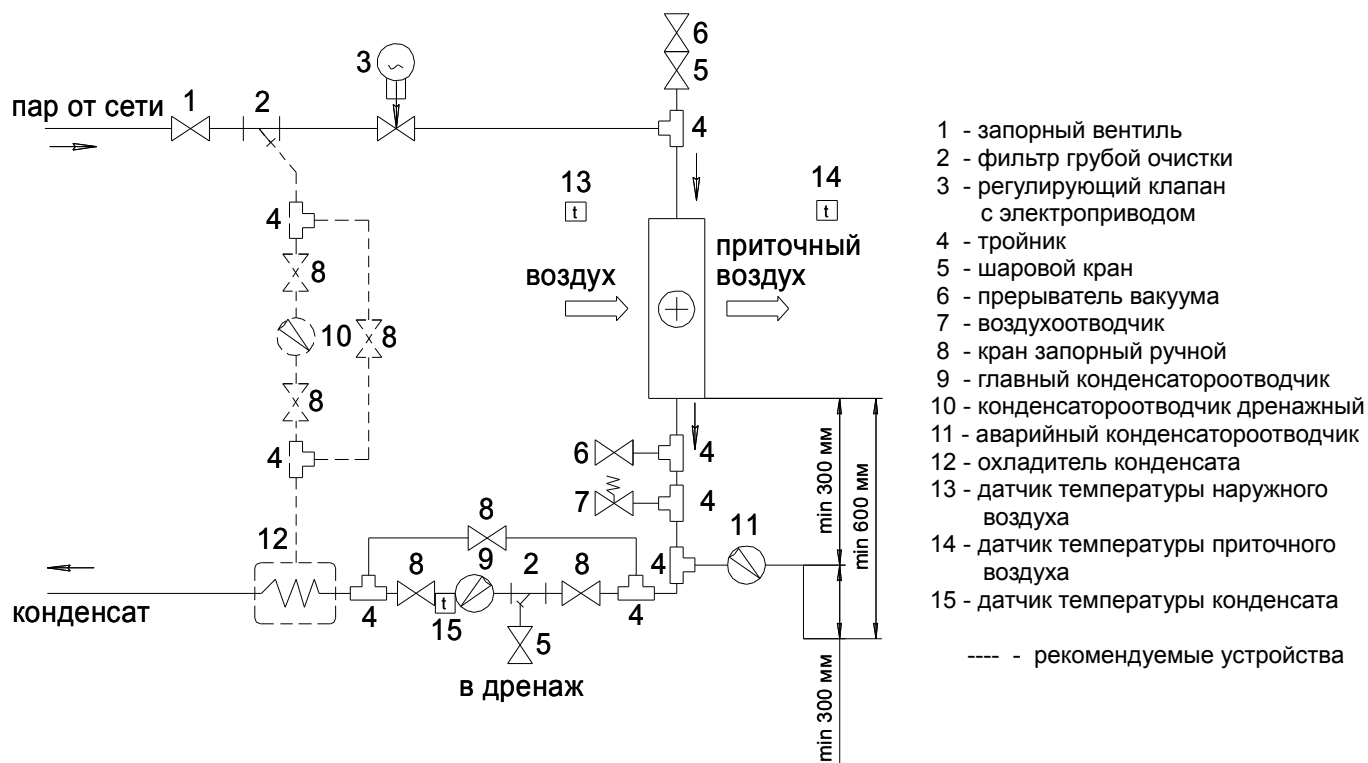 6
3
5
пар от сети
1
2
4
13
t
14
t
4
приточный
воздух
воздух
8
10
8
8
4
6
4
7
4
8
11
12
8
9
2
8
4
конденсат
4
t
15
4
5
в дренаж
min 300 мм
min 600 мм
min 300 мм
1 - запорный вентиль
2 - фильтр грубой очистки
3 - регулирующий клапан
с электроприводом
4 - тройник
5 - шаровой кран
6 - прерыватель вакуума
7 - воздухоотводчик
8 - кран запорный ручной
9 - главный конденсатороотводчик
10 - конденсатороотводчик дренажный
11 - аварийный конденсатороотводчик
12 - охладитель конденсата
13 - датчик температуры наружного
воздуха
14 - датчик температуры приточного
воздуха
15 - датчик температуры конденсата
---- - рекомендуемые устройства